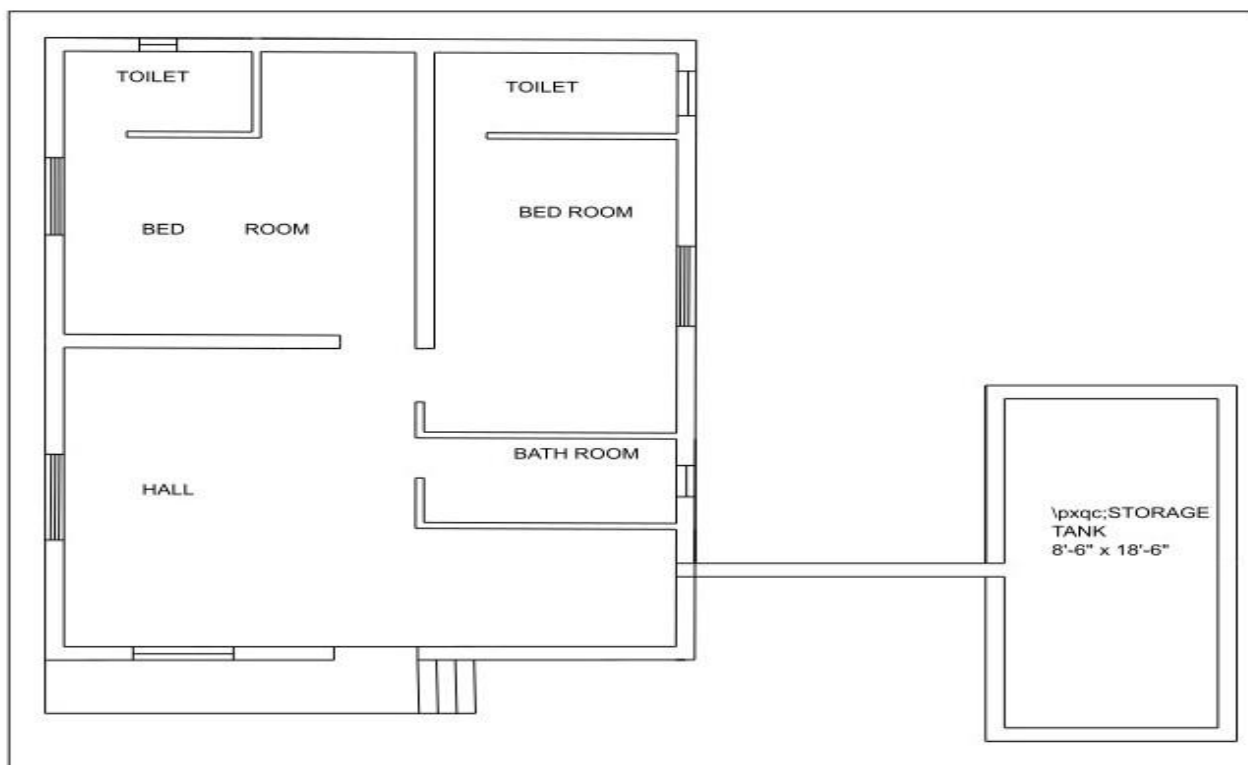 TOILET
TOILET
BED ROOM
BED ROOM
BATH ROOM
HALL
\pxqc;STORAGE
TANK
8'-6" x 18'-6"